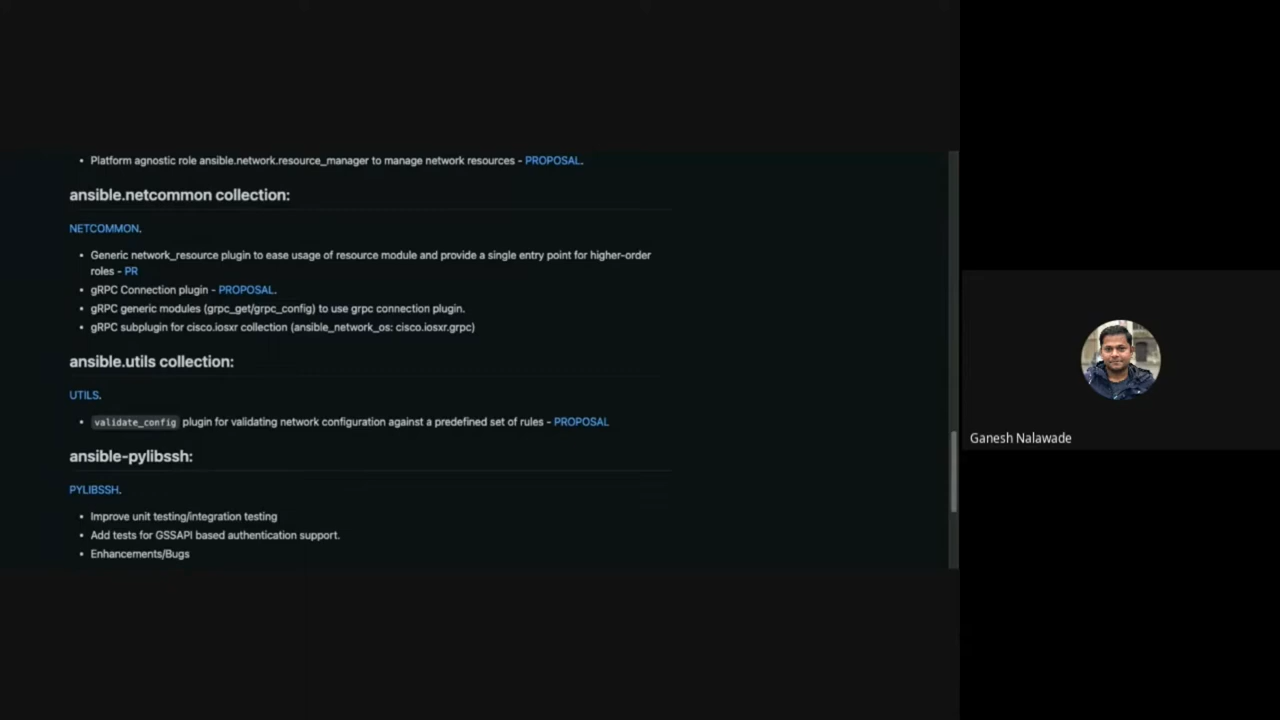 • Platform agnostic role ansible.network.resource_manager to manage network resources - PROPOSAL.
ansible.netcommon collection:
NETCOMMON.
• Generic network_resource plugin to ease usage of resource module and provide a single entry point for higher-order
roles - PR
• gRPC Connection plugin - PROPOSAL.
• gRPC generic modules (grpc_get/grpc_config) to use grpc connection plugin.
• gRPC subplugin for cisco.iosxr collection (ansible_network_os: cisco.iosxr.grpc)
ansible.utils collection:
UTILS.
• validate_config plugin for validating network configuration against a predefined set of rules - PROPOSAL
ansible-pylibssh:
PYLIBSSH.
• Improve unit testing/integration testing
• Add tests for GSSAPI based authentication support.
• Enhancements/Bugs
Ganesh Nalawade